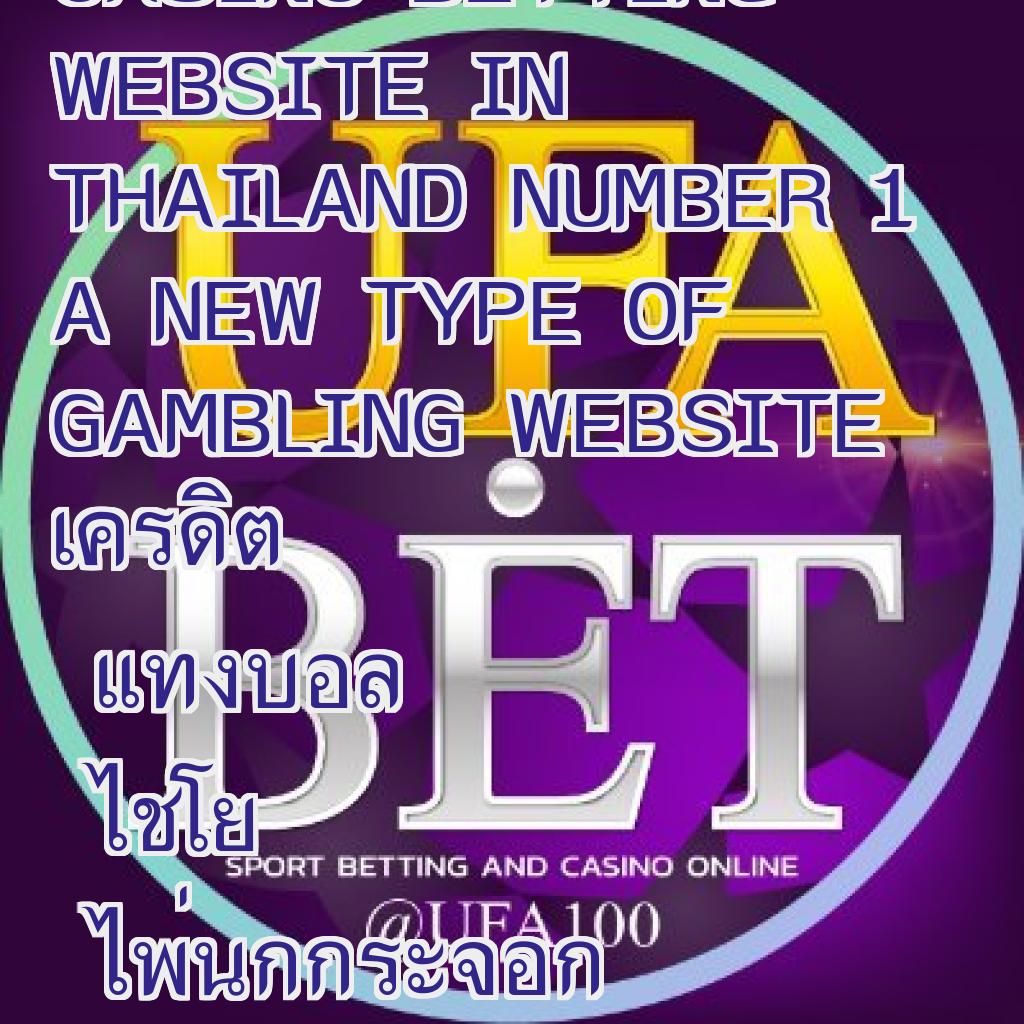 CASINO BETTING
WEBSITE IN
THAILAND NUMBER 1
A NEW TYPE OF
GAMBLING WEBSITE
เครดิต
แทงบอล
ไชโย
ไพ่นกกระจอก
UFA
BET
SPORT BETTING AND CASINO ONLINE
@UFA100